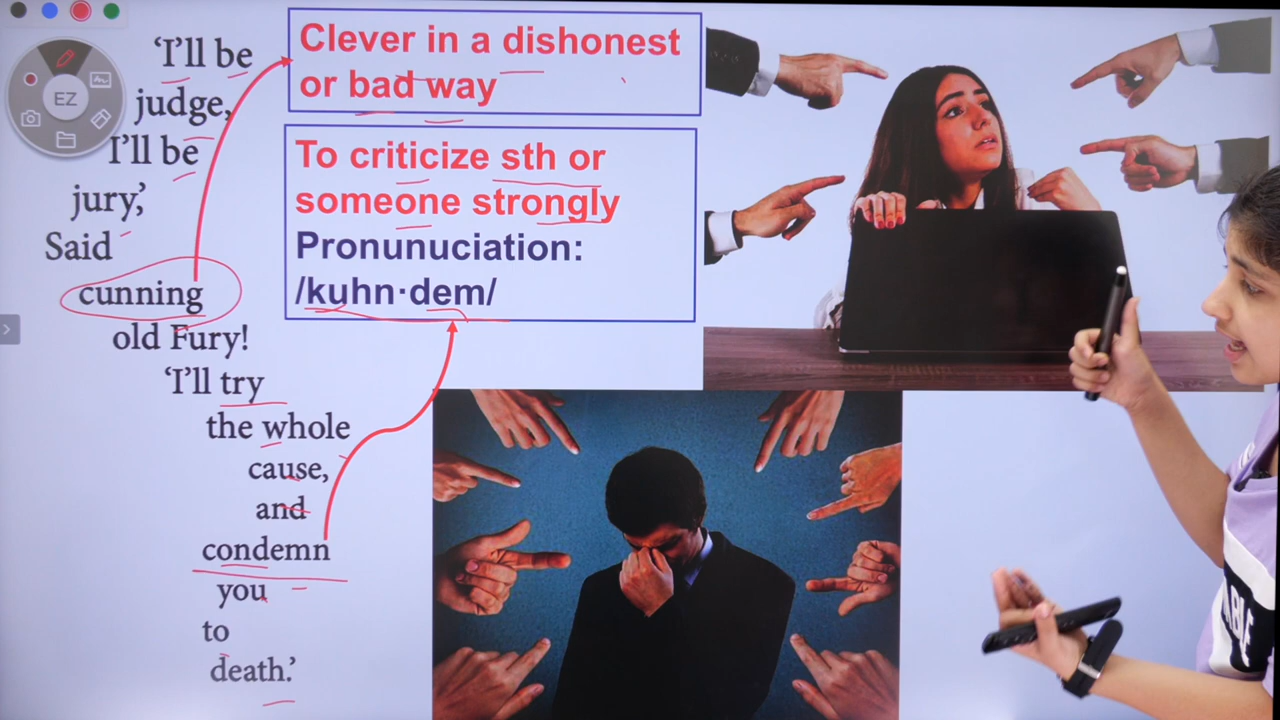 ‘I’ll be
judge,
I’ll be
jury,’
Said
cunning
old Fury!
‘I’ll try
the whole
cause,
and
condemn
you
to
death.’
Clever in a dishonest
or bad way
To criticize sth or
someone strongly
Pronunuciation:
/kuhn·dem/
EZ